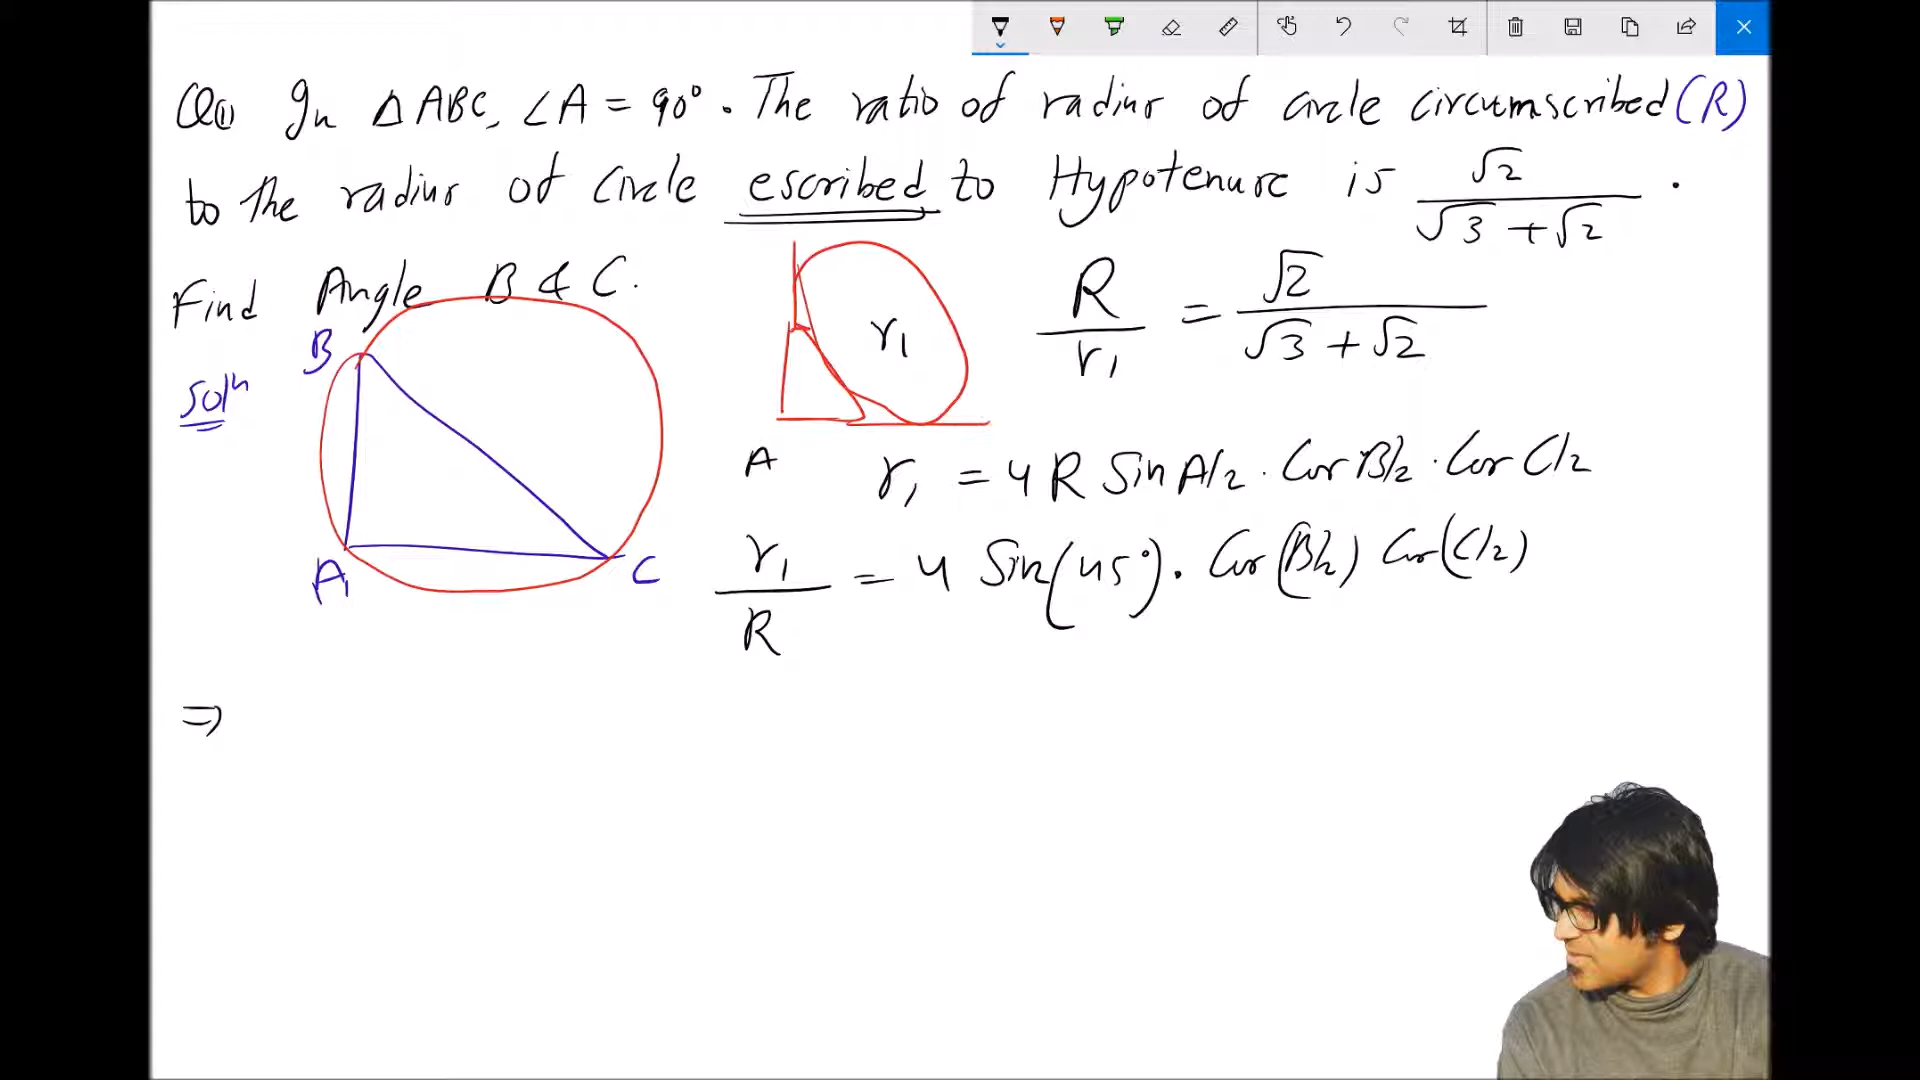 Q① In △ABC, ∠A = 90°. The ratio of radius of circle circumscribed (R)
to the radius of circle escribed to Hypotenuse is √2 / (√3 + √2) .
Find Angle B & C.
Solⁿ
B
A
C
r₁
R / r₁ = √2 / (√3 + √2)
A
r₁ = 4 R Sin A/2 . Cos B/2 . Cos C/2
r₁ / R = 4 Sin(45°) . Cos(B/2) Cos(C/2)
⇒